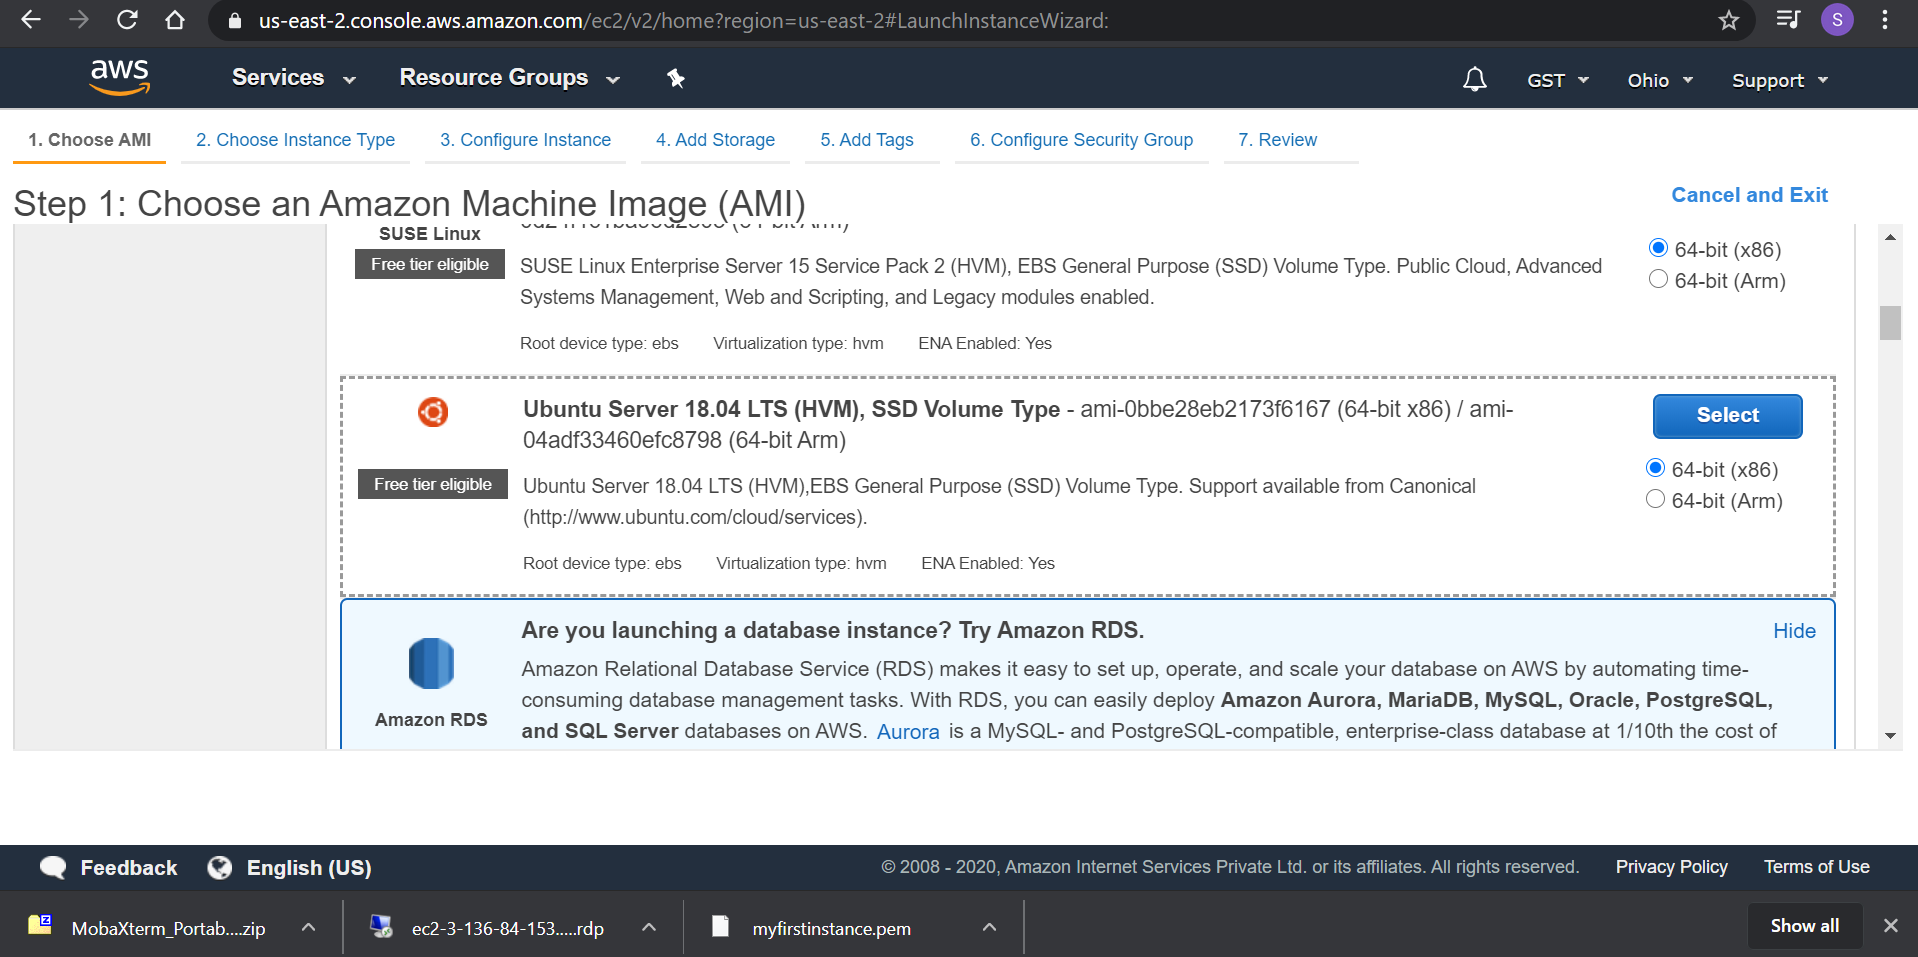 us-east-2.console.aws.amazon.com/ec2/v2/home?region=us-east-2#LaunchInstanceWizard:
S
aws
Services
Resource Groups
GST
Ohio
Support
1. Choose AMI
2. Choose Instance Type
3. Configure Instance
4. Add Storage
5. Add Tags
6. Configure Security Group
7. Review
Step 1: Choose an Amazon Machine Image (AMI)
Cancel and Exit
SUSE Linux
Free tier eligible
SUSE Linux Enterprise Server 15 Service Pack 2 (HVM), EBS General Purpose (SSD) Volume Type. Public Cloud, Advanced
Systems Management, Web and Scripting, and Legacy modules enabled.
64-bit (x86)
64-bit (Arm)
Root device type: ebs Virtualization type: hvm ENA Enabled: Yes
Ubuntu Server 18.04 LTS (HVM), SSD Volume Type - ami-0bbe28eb2173f6167 (64-bit x86) / ami-
04adf33460efc8798 (64-bit Arm)
Select
64-bit (x86)
64-bit (Arm)
Free tier eligible
Ubuntu Server 18.04 LTS (HVM),EBS General Purpose (SSD) Volume Type. Support available from Canonical
(http://www.ubuntu.com/cloud/services).
Root device type: ebs Virtualization type: hvm ENA Enabled: Yes
Are you launching a database instance? Try Amazon RDS.
Hide
Amazon RDS
Amazon Relational Database Service (RDS) makes it easy to set up, operate, and scale your database on AWS by automating time-
consuming database management tasks. With RDS, you can easily deploy Amazon Aurora, MariaDB, MySQL, Oracle, PostgreSQL,
and SQL Server databases on AWS. Aurora is a MySQL- and PostgreSQL-compatible, enterprise-class database at 1/10th the cost of
Feedback
English (US)
© 2008 - 2020, Amazon Internet Services Private Ltd. or its affiliates. All rights reserved.
Privacy Policy
Terms of Use
MobaXterm_Portab....zip
ec2-3-136-84-153.....rdp
myfirstinstance.pem
Show all